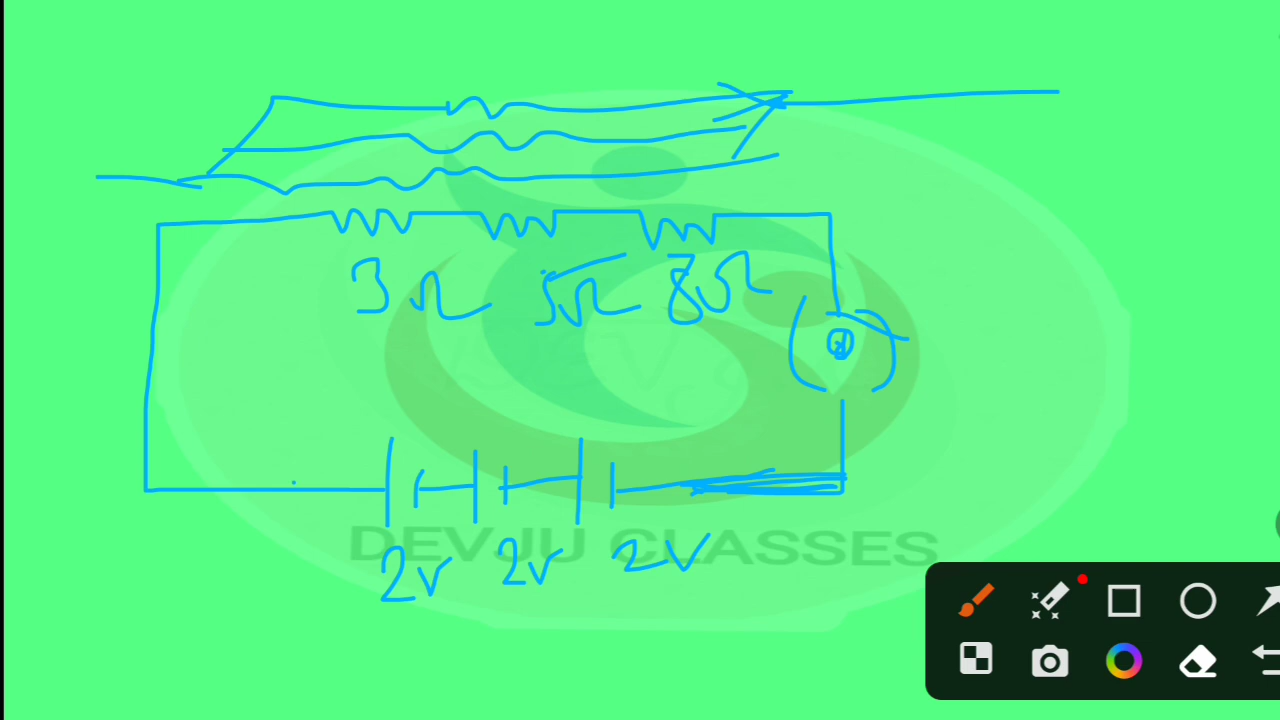 3Ω 5Ω 8Ω
DEVJU CLASSES
2v 2v 2v